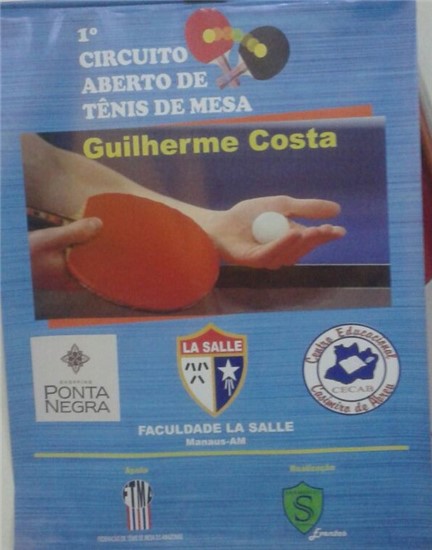 1º
CIRCUITO
ABERTO DE
TÊNIS DE MESA
Guilherme Costa
SHOPPING
PONTA
NEGRA
LA SALLE
Centro Educacional
CECAB
Casimiro de Abreu
FACULDADE LA SALLE
Manaus-AM
Apoio
Realização
FTMA
S
Eventos